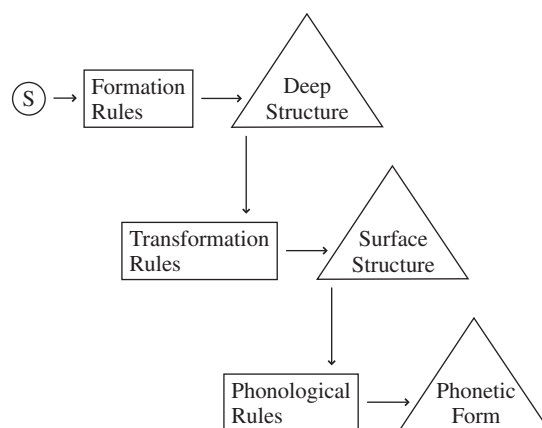 S
Formation
Rules
Deep
Structure
Transformation
Rules
Surface
Structure
Phonological
Rules
Phonetic
Form